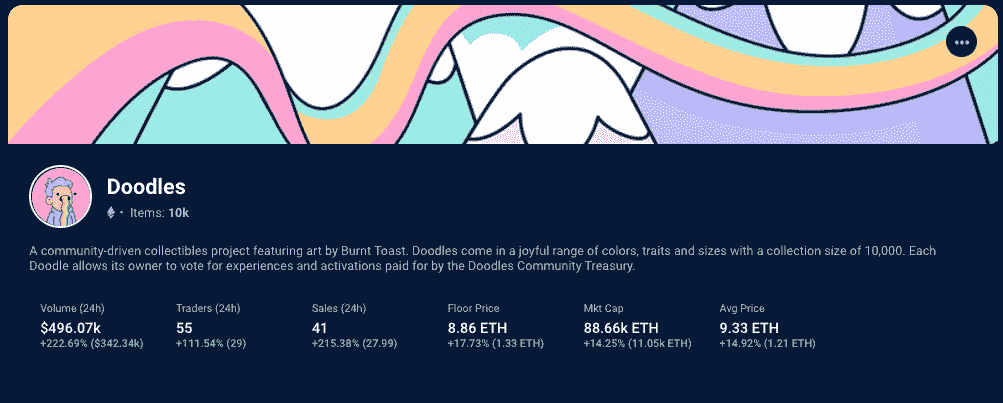 Doodles
• Items: 10k
A community-driven collectibles project featuring art by Burnt Toast. Doodles come in a joyful range of colors, traits and sizes with a collection size of 10,000. Each
Doodle allows its owner to vote for experiences and activations paid for by the Doodles Community Treasury.
Volume (24h) Traders (24h) Sales (24h) Floor Price Mkt Cap Avg Price
$496.07k 55 41 8.86 ETH 88.66k ETH 9.33 ETH
+222.69% ($342.34k) +111.54% (29) +215.38% (27.99) +17.73% (1.33 ETH) +14.25% (11.05k ETH) +14.92% (1.21 ETH)